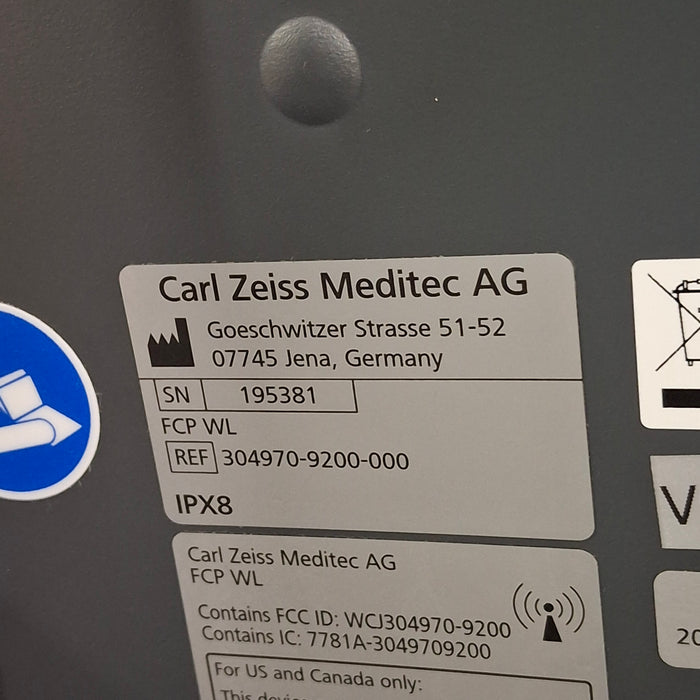 Carl Zeiss Meditec AG
Goeschwitzer Strasse 51-52
07745 Jena, Germany
SN 195381
FCP WL
REF 304970-9200-000
IPX8
Carl Zeiss Meditec AG
FCP WL
Contains FCC ID: WCJ304970-9200
Contains IC: 7781A-3049709200
For US and Canada only:
This
V
20